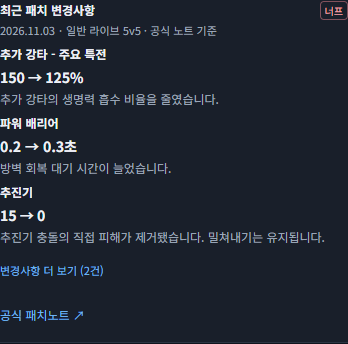 최근 패치 변경사항
너프
2026.11.03 · 일반 라이브 5v5 · 공식 노트 기준
추가 강타 - 주요 특전
150 → 125%
추가 강타의 생명력 흡수 비율을 줄였습니다.
파워 배리어
0.2 → 0.3초
방벽 회복 대기 시간이 늘었습니다.
추진기
15 → 0
추진기 충돌의 직접 피해가 제거됐습니다. 밀쳐내기는 유지됩니다.
변경사항 더 보기 (2건)
공식 패치노트 ↗